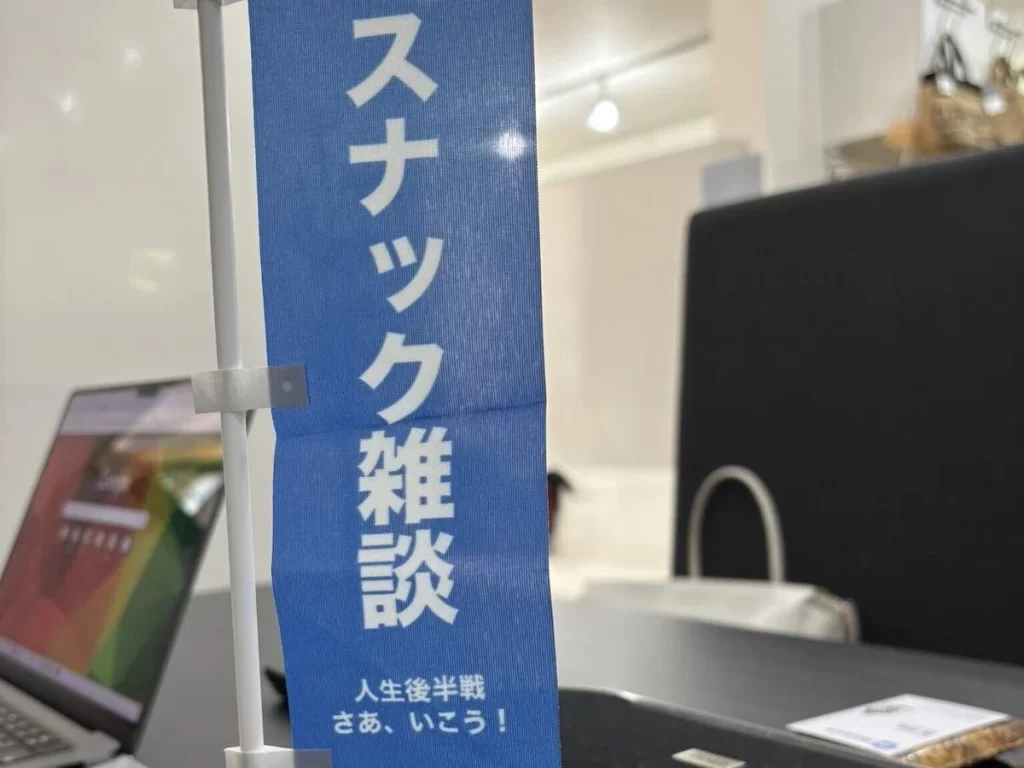 スナック雑談
人生後半戦
さあ、いこう！